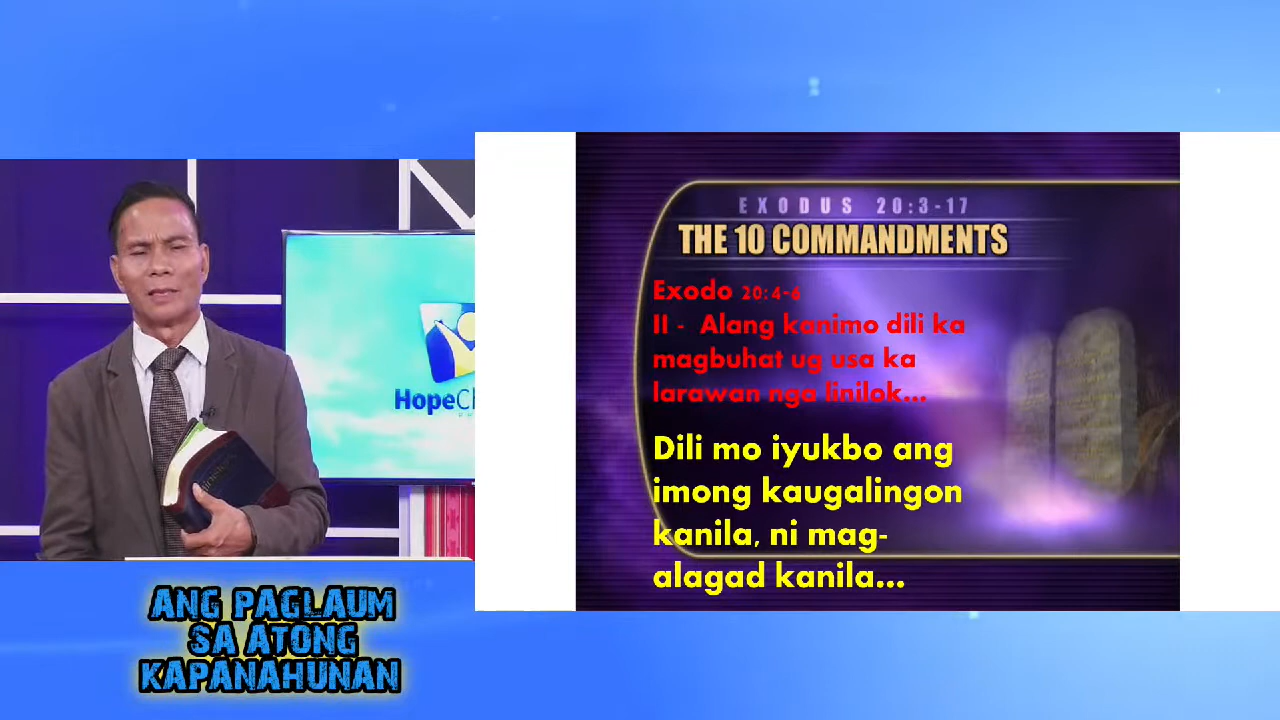 EXODUS 20:3-17
THE 10 COMMANDMENTS
Exodo 20:4-6
II - Alang kanimo dili ka
magbuhat ug usa ka
larawan nga linilok...
Dili mo iyukbo ang
imong kaugalingon
kanila, ni mag-
alagad kanila...
HopeCh
ANG PAGLAUM
SA ATONG
KAPANAHUNAN